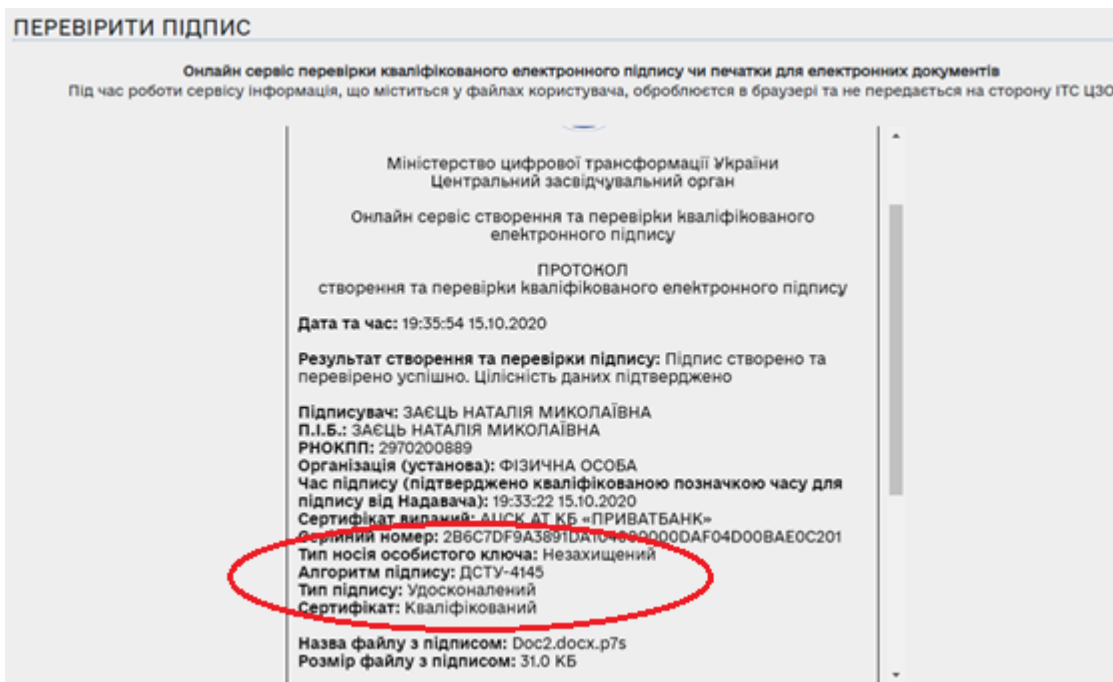 ПЕРЕВІРИТИ ПІДПИС
Онлайн сервіс перевірки кваліфікованого електронного підпису чи печатки для електронних документів
Під час роботи сервісу інформація, що міститься у файлах користувача, оброблюєтся в браузері та не передається на сторону ІТС ЦЗО
Міністерство цифрової трансформації України
Центральний засвідчувальний орган
Онлайн сервіс створення та перевірки кваліфікованого
електронного підпису
ПРОТОКОЛ
створення та перевірки кваліфікованого електронного підпису
Дата та час: 19:35:54 15.10.2020
Результат створення та перевірки підпису: Підпис створено та
перевірено успішно. Цілісність даних підтверджено
Підписувач: ЗАЄЦЬ НАТАЛІЯ МИКОЛАЇВНА
П.І.Б.: ЗАЄЦЬ НАТАЛІЯ МИКОЛАЇВНА
РНОКПП: 2970200889
Організація (установа): ФІЗИЧНА ОСОБА
Час підпису (підтверджено кваліфікованою позначкою часу для
підпису від Надавача): 19:33:22 15.10.2020
Сертифікат виданий: АЦСК АТ КБ «ПРИВАТБАНК»
Серійний номер:
Тип носія особистого ключа: Незахищений
Алгоритм підпису: ДСТУ-4145
Тип підпису: Удосконалений
Сертифікат: Кваліфікований
Назва файлу з підписом: Doc2.docx.p7s
Розмір файлу з підписом: 31.0 КБ